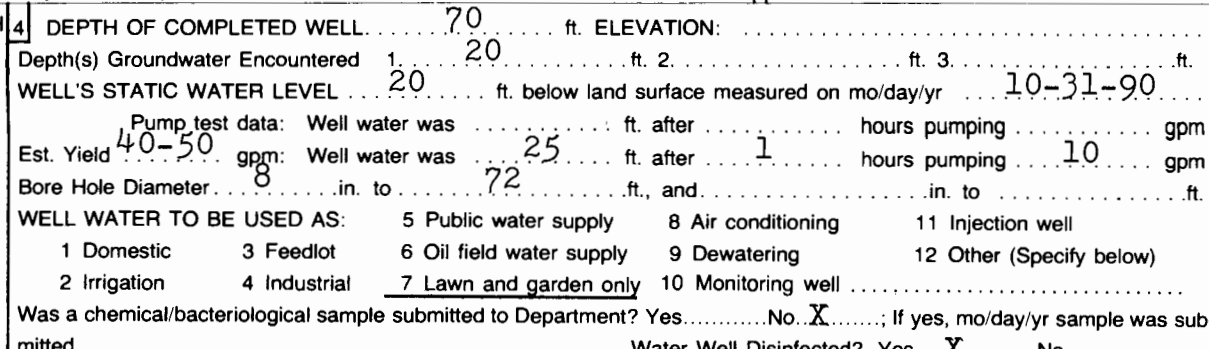 4 DEPTH OF COMPLETED WELL. . . . . . 70 . . . . . . ft. ELEVATION: . . . . . . . . . . . . . . . . . . . .
Depth(s) Groundwater Encountered 1. . . . . 20 . . . . . . ft. 2. . . . . . . . . . . . ft. 3. . . . . . . . . . . . ft.
WELL'S STATIC WATER LEVEL . . . 20 . . . . . ft. below land surface measured on mo/day/yr . . . 10-31-90 . . . .
Pump test data: Well water was . . . . . . . . . . ft. after . . . . . . . . . . hours pumping . . . . . . . . . . gpm
Est. Yield 40-50 gpm: Well water was . . . . 25 . . . . . ft. after . . . 1 . . . . hours pumping . . . . 10 . . . . gpm
Bore Hole Diameter . . . 8 . . . . . in. to . . . . . . 72 . . . . . . . ft., and. . . . . . . . . . . . . . in. to . . . . . . . . . . . . . ft.
WELL WATER TO BE USED AS: 5 Public water supply 8 Air conditioning 11 Injection well
1 Domestic 3 Feedlot 6 Oil field water supply 9 Dewatering 12 Other (Specify below)
2 Irrigation 4 Industrial 7 Lawn and garden only 10 Monitoring well . . . . . . . . . . . . . . . . . . . .
Was a chemical/bacteriological sample submitted to Department? Yes. . . . . . . . . . No. . X. . . . . . .; If yes, mo/day/yr sample was sub
mitted Water Well Disinfected? Yes X No